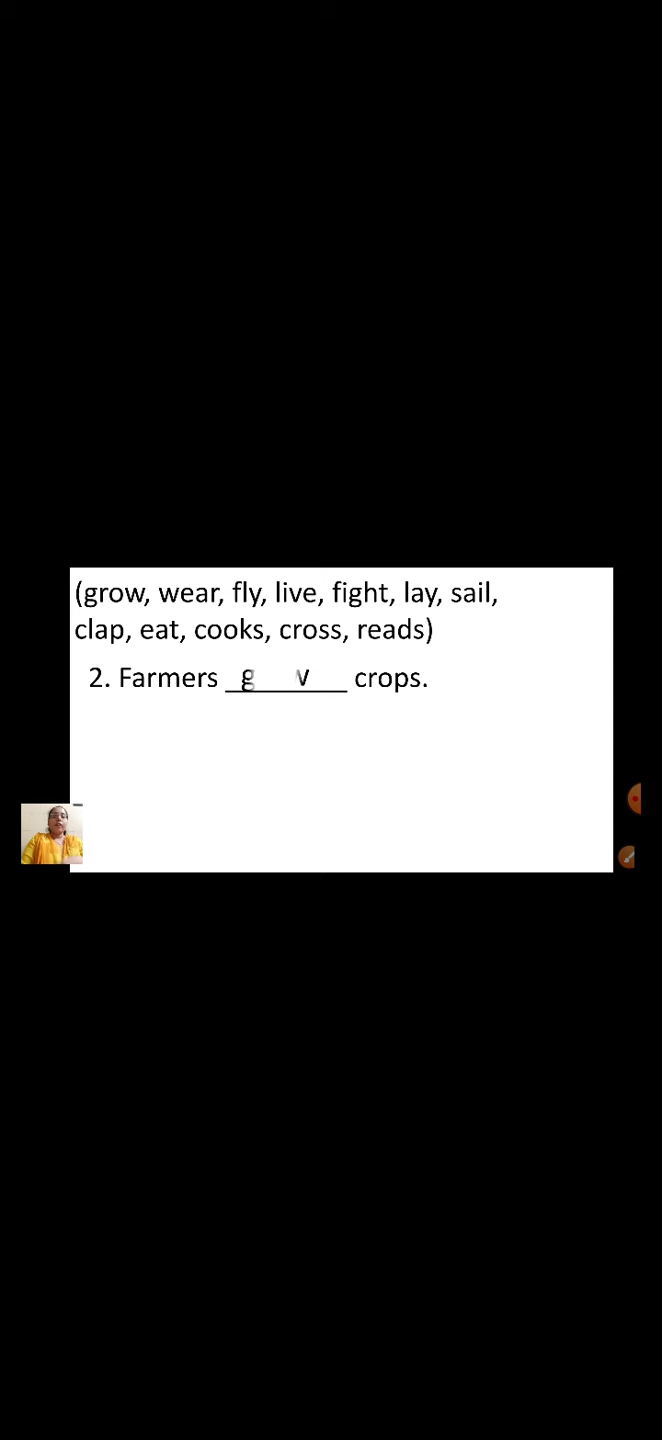 (grow, wear, fly, live, fight, lay, sail,
clap, eat, cooks, cross, reads)
2. Farmers g v crops.